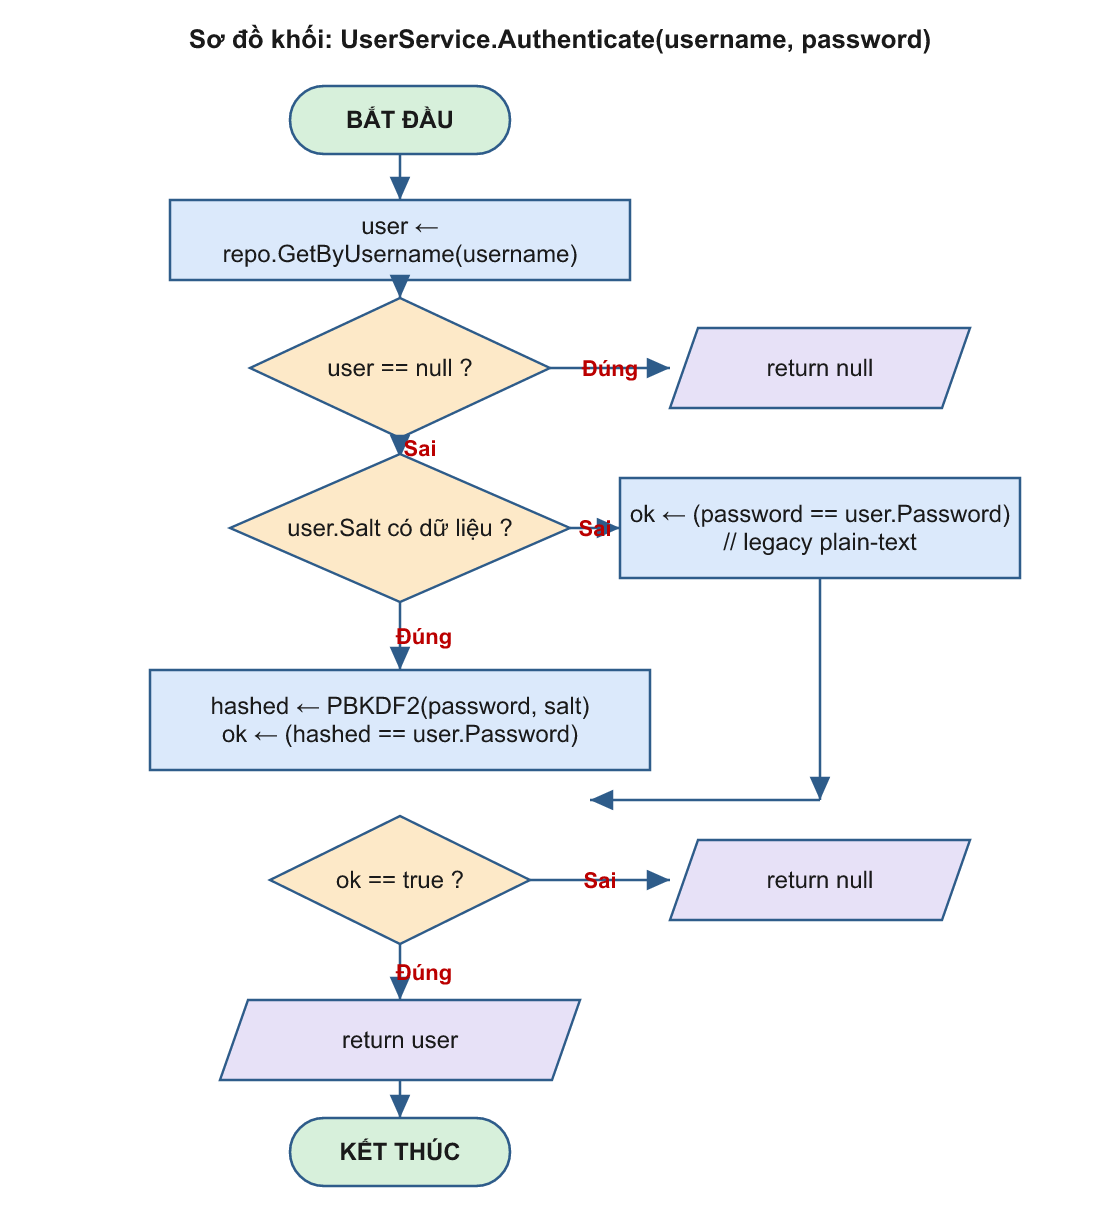 Sơ đồ khối: UserService.Authenticate(username, password)
BẮT ĐẦU
user ←
repo.GetByUsername(username)
user == null ?
Đúng
return null
Sai
user.Salt có dữ liệu ?
Sai
ok ← (password == user.Password)
// legacy plain-text
Đúng
hashed ← PBKDF2(password, salt)
ok ← (hashed == user.Password)
ok == true ?
Sai
return null
Đúng
return user
KẾT THÚC